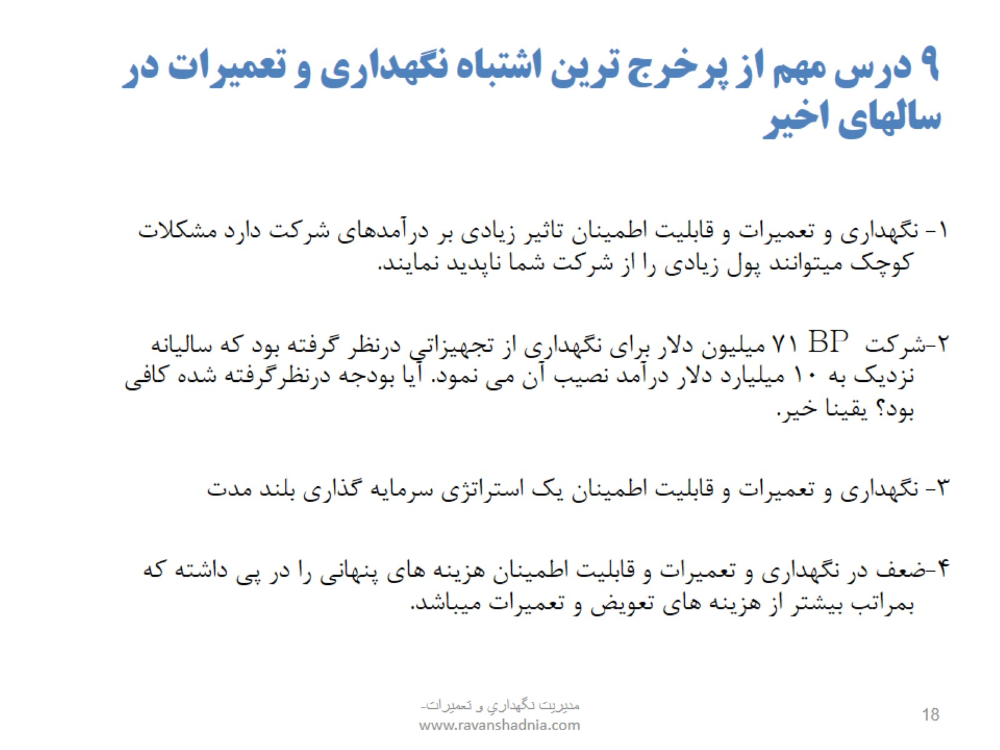 ۹ درس مهم از پرخرج ترین اشتباه نگهداری و تعمیرات در
سالهای اخیر
۱- نگهداری و تعمیرات و قابلیت اطمینان تاثیر زیادی بر درآمدهای شرکت دارد مشکلات
کوچک میتوانند پول زیادی را از شرکت شما ناپدید نمایند.
۲-شرکت BP ۷۱ میلیون دلار برای نگهداری از تجهیزاتی درنظر گرفته بود که سالیانه
نزدیک به ۱۰ میلیارد دلار درآمد نصیب آن می نمود. آیا بودجه درنظرگرفته شده کافی
بود؟ یقینا خیر.
۳- نگهداری و تعمیرات و قابلیت اطمینان یک استراتژی سرمایه گذاری بلند مدت
۴-ضعف در نگهداری و تعمیرات و قابلیت اطمینان هزینه های پنهانی را در پی داشته که
بمراتب بیشتر از هزینه های تعویض و تعمیرات میباشد.
مدیریت نگهداري و تعمیرات-
www.ravanshadnia.com
18